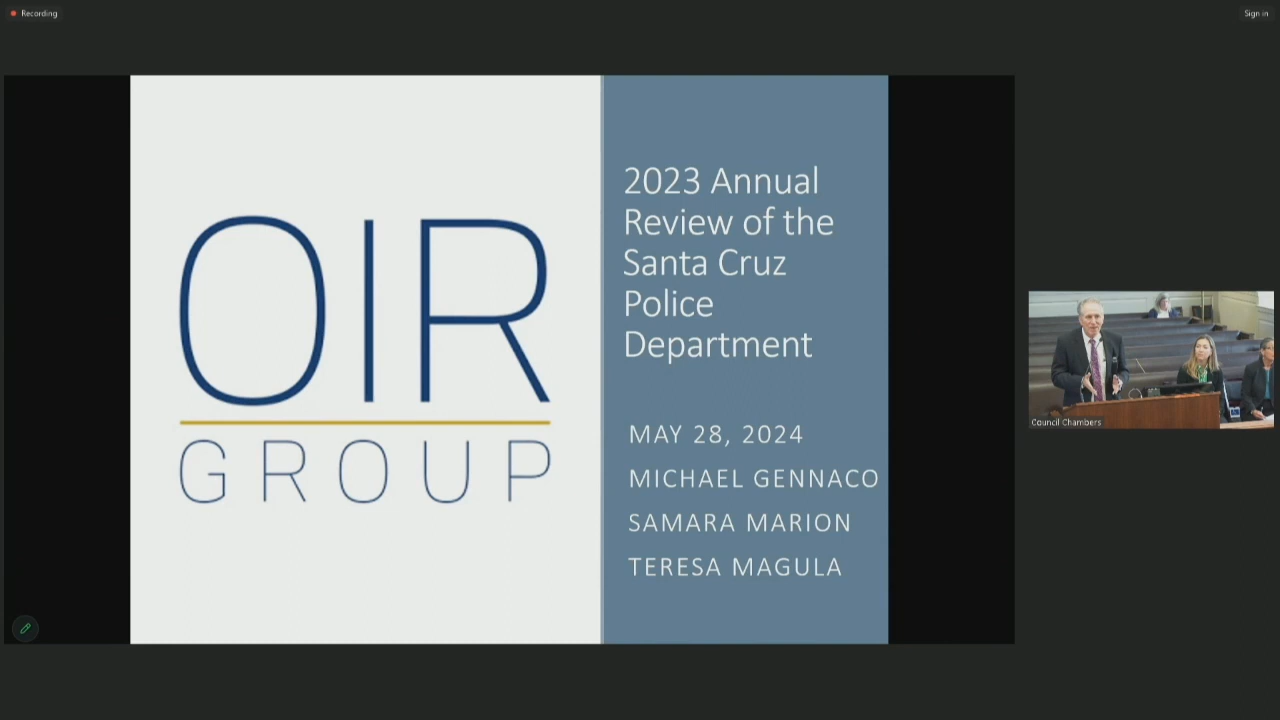 Recording
Sign in
OIR
GROUP
2023 Annual
Review of the
Santa Cruz
Police
Department
MAY 28, 2024
MICHAEL GENNACO
SAMARA MARION
TERESA MAGULA
Council Chambers